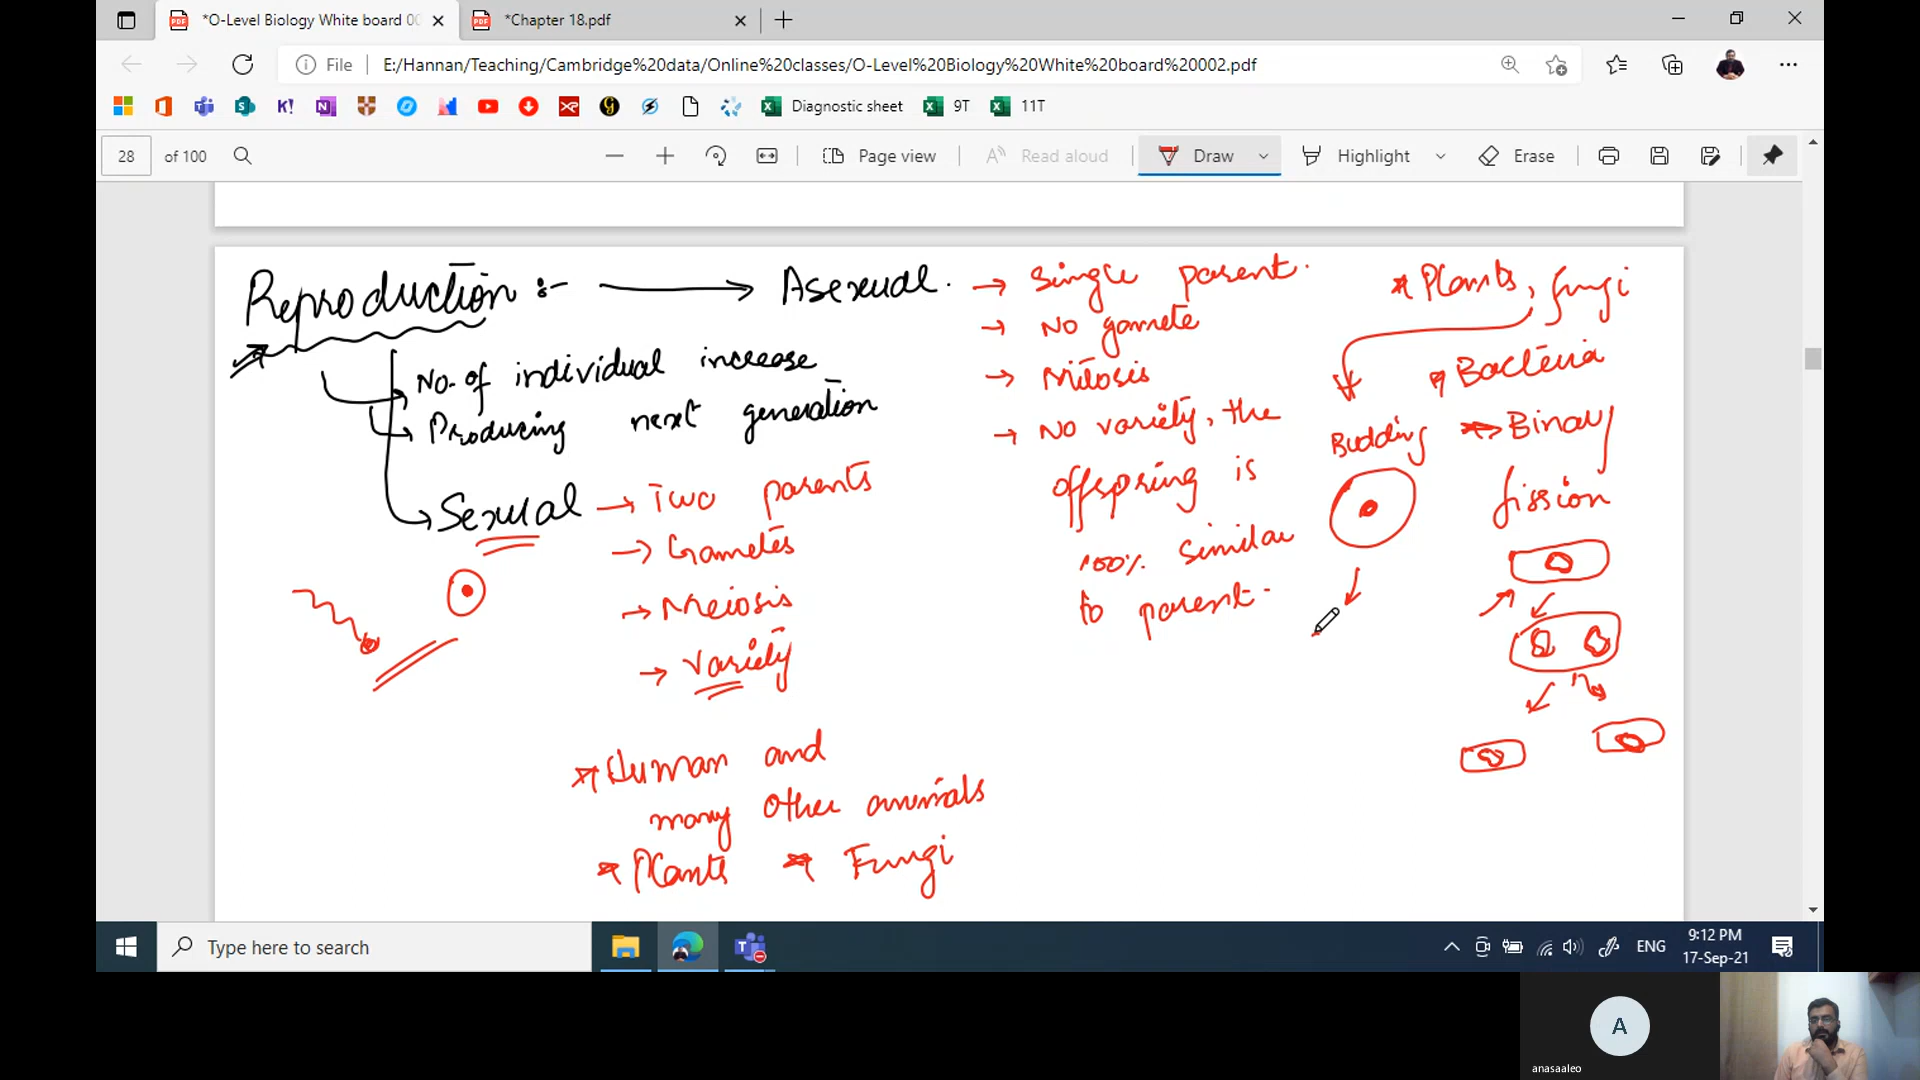 *O-Level Biology White board 00
*Chapter 18.pdf
File
E:/Hannan/Teaching/Cambridge%20data/Online%20classes/O-Level%20Biology%20White%20board%20002.pdf
Diagnostic sheet
9T
11T
28 of 100
Page view
Read aloud
Draw
Highlight
Erase
Reproduction :-
No. of individual increase
Producing next generation
Asexual.
Single parent.
No gamete
Mitosis
No variety, the
offspring is
100% similar
to parent.
* Plants, fungi
Budding
* Bacteria
Binary
fission
Sexual
Two parents
Gametes
Meiosis
Variety
* Human and
many other animals
* Plants * Fungi
Type here to search
ENG
9:12 PM
17-Sep-21
A
anasaaleo